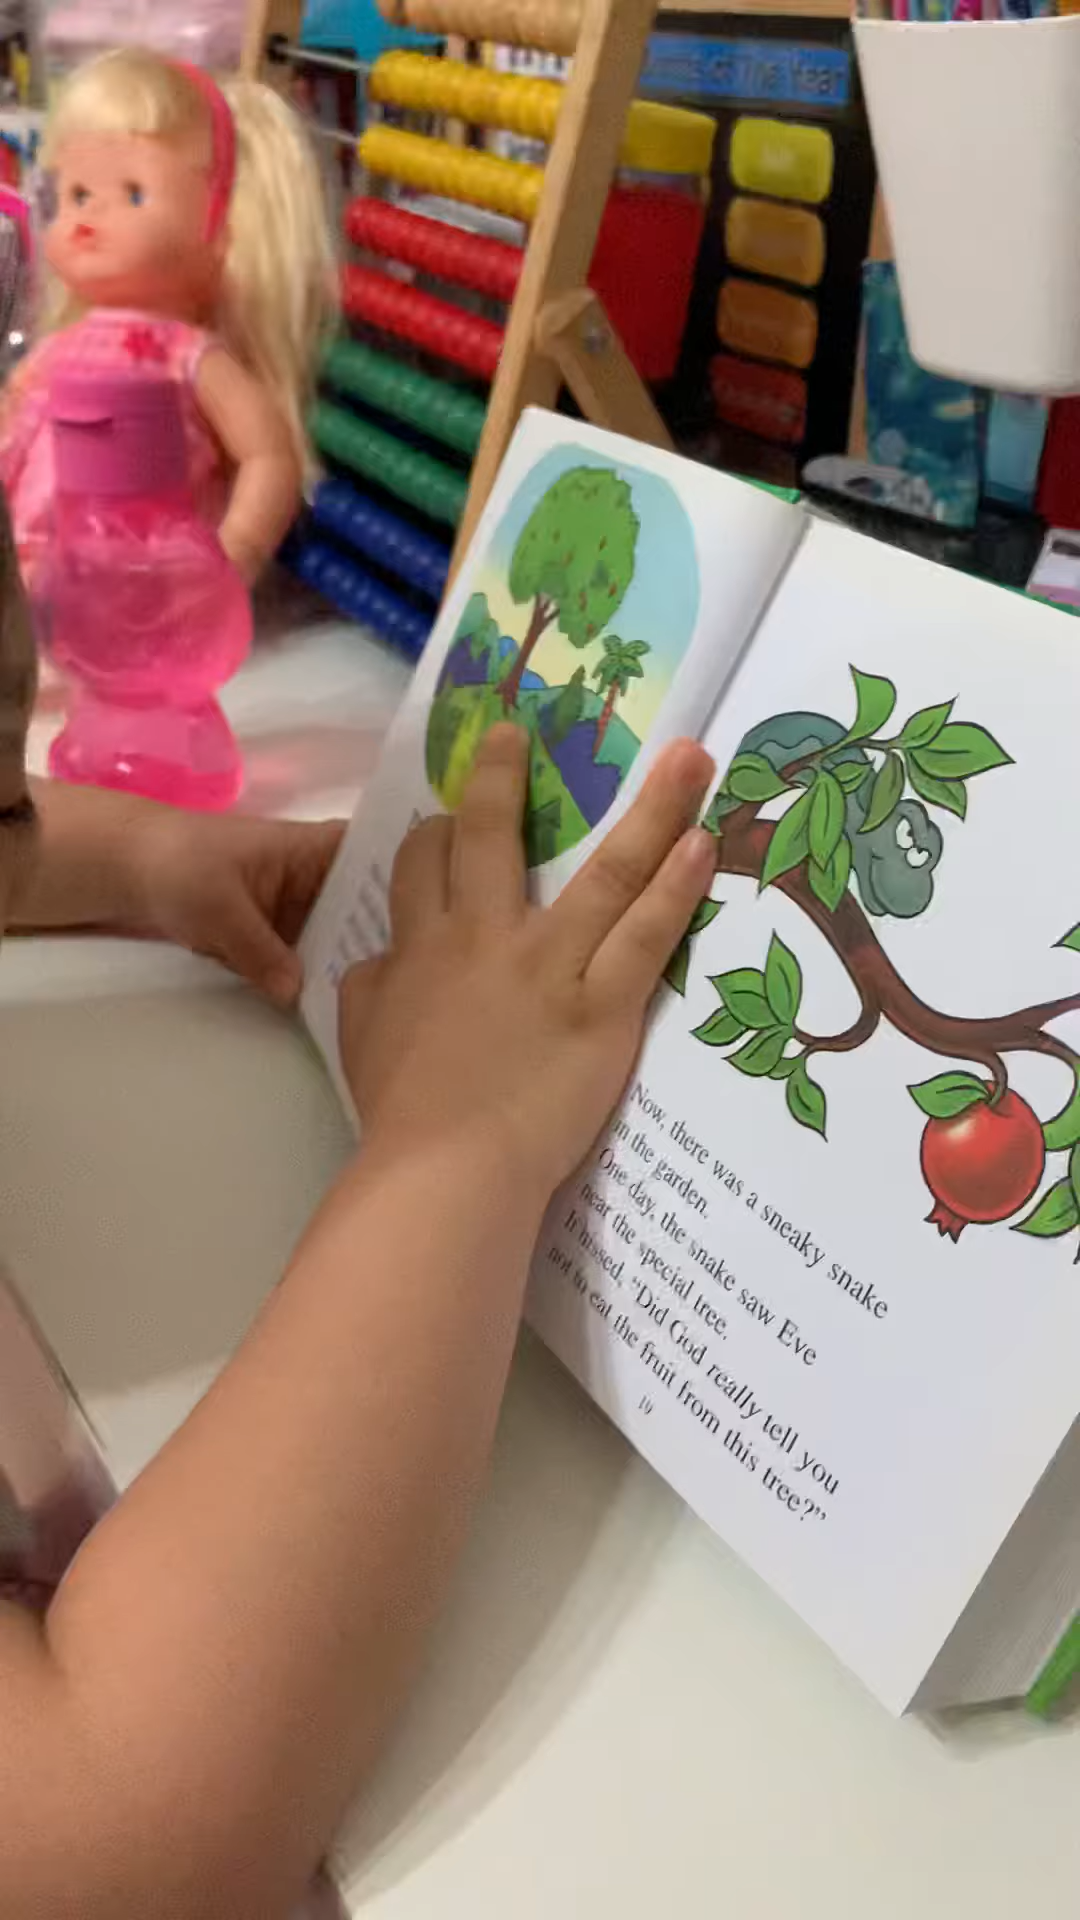 Now, there was a sneaky snake
in the garden.
One day, the snake saw Eve
near the special tree.
It hissed, "Did God really tell you
not to eat the fruit from this tree?"